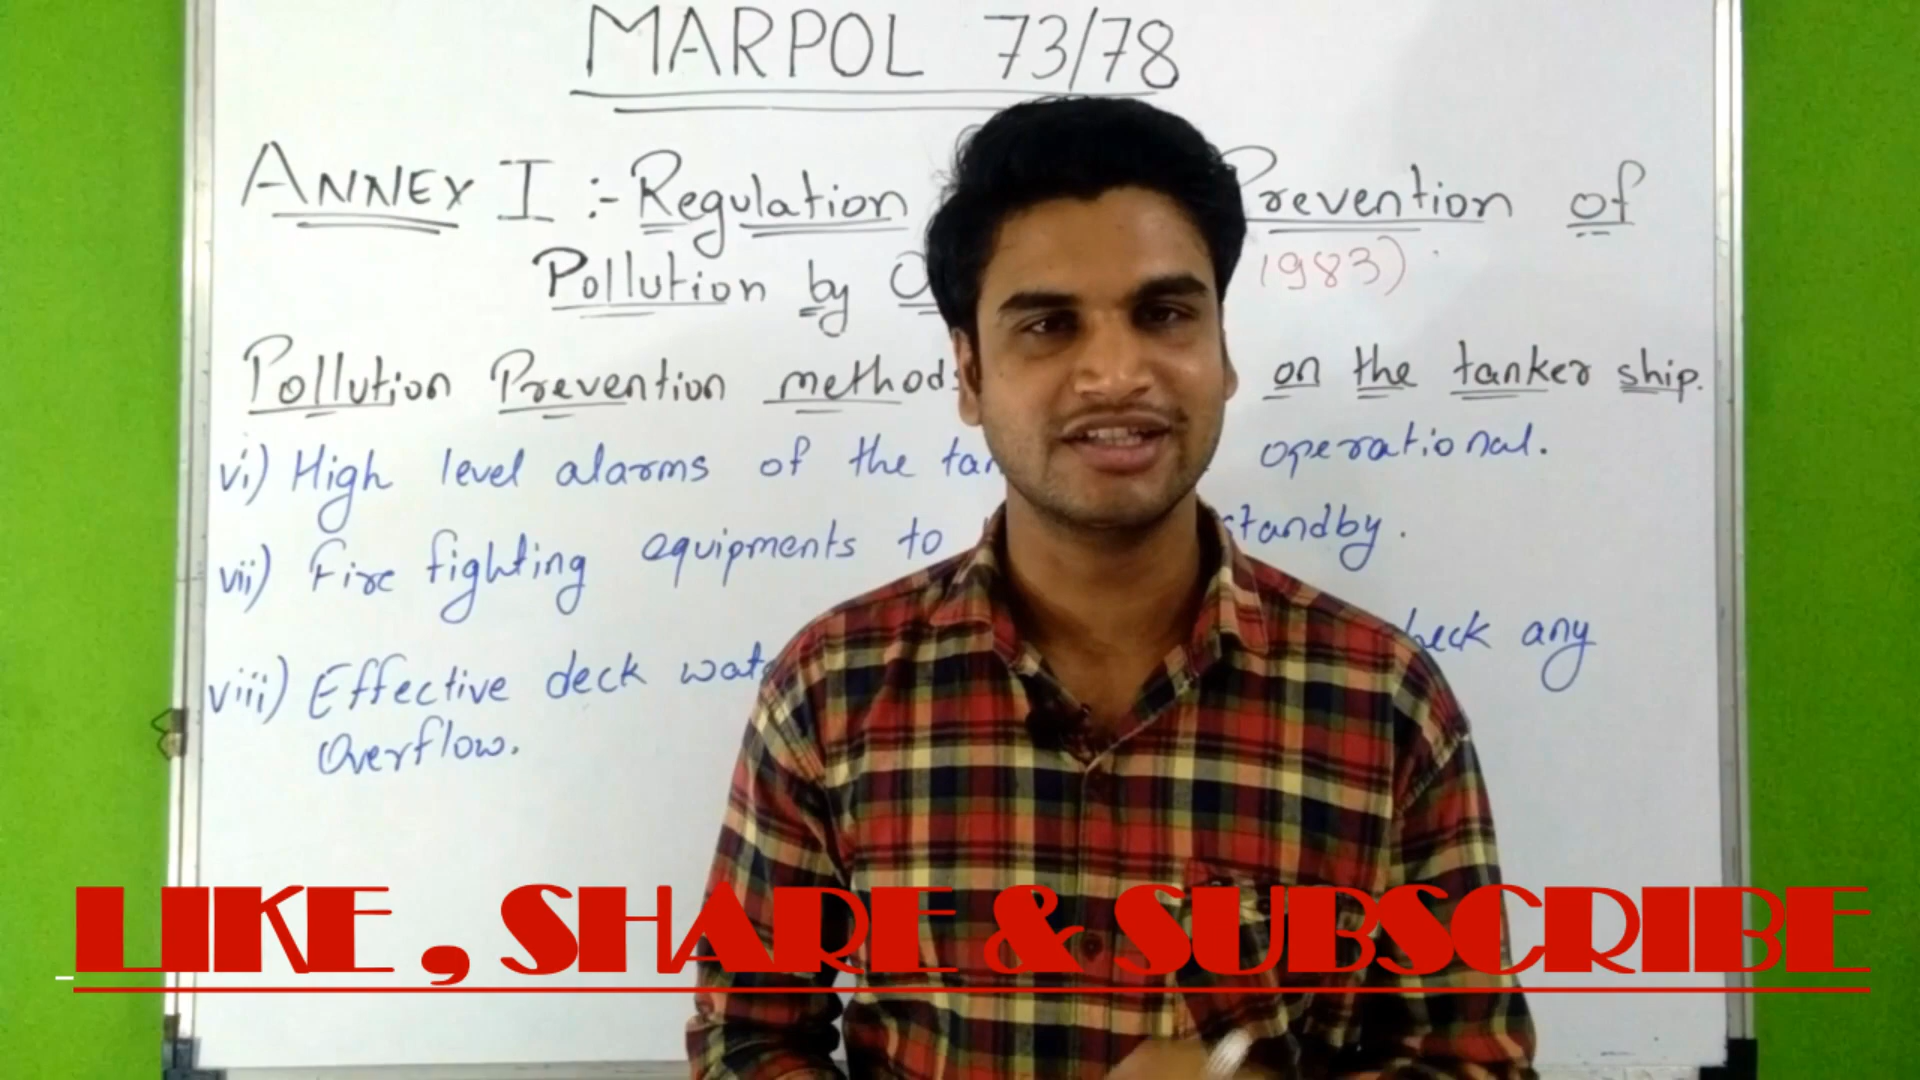 MARPOL 73/78
ANNEX I :- Regulation Prevention of
Pollution by 1983)
Pollution Prevention methods on the tanker ship.
vi) High level alarms of the operational.
vii) Fire fighting equipments to standby.
viii) Effective deck any
Overflow.
LIKE, SHARE & SUBSCRIBE